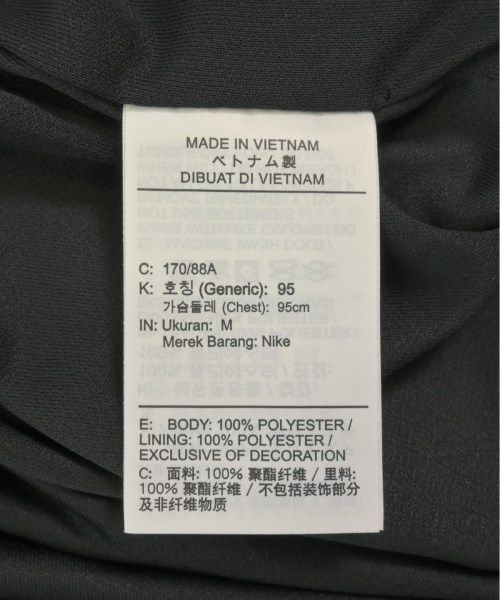 MADE IN VIETNAM
ベトナム製
DIBUAT DI VIETNAM
C: 170/88A
K: 호칭 (Generic): 95
가슴둘레 (Chest): 95cm
IN: Ukuran: M
Merek Barang: Nike
E: BODY: 100% POLYESTER /
LINING: 100% POLYESTER /
EXCLUSIVE OF DECORATION
C: 面料: 100% 聚酯纤维 / 里料:
100% 聚酯纤维 / 不包括装饰部分
及非纤维物质